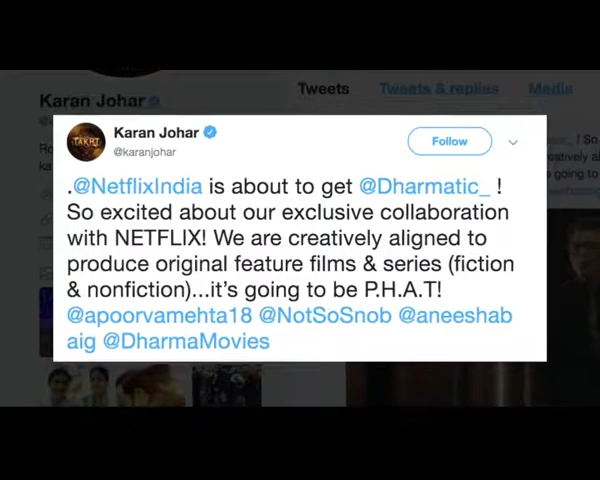 Tweets Tweets & replies Media
Karan Johar
TAKHT
Karan Johar
@karanjohar
Follow
.@NetflixIndia is about to get @Dharmatic_ !
So excited about our exclusive collaboration
with NETFLIX! We are creatively aligned to
produce original feature films & series (fiction
& nonfiction)...it's going to be P.H.A.T!
@apoorvamehta18 @NotSoSnob @aneeshab
aig @DharmaMovies